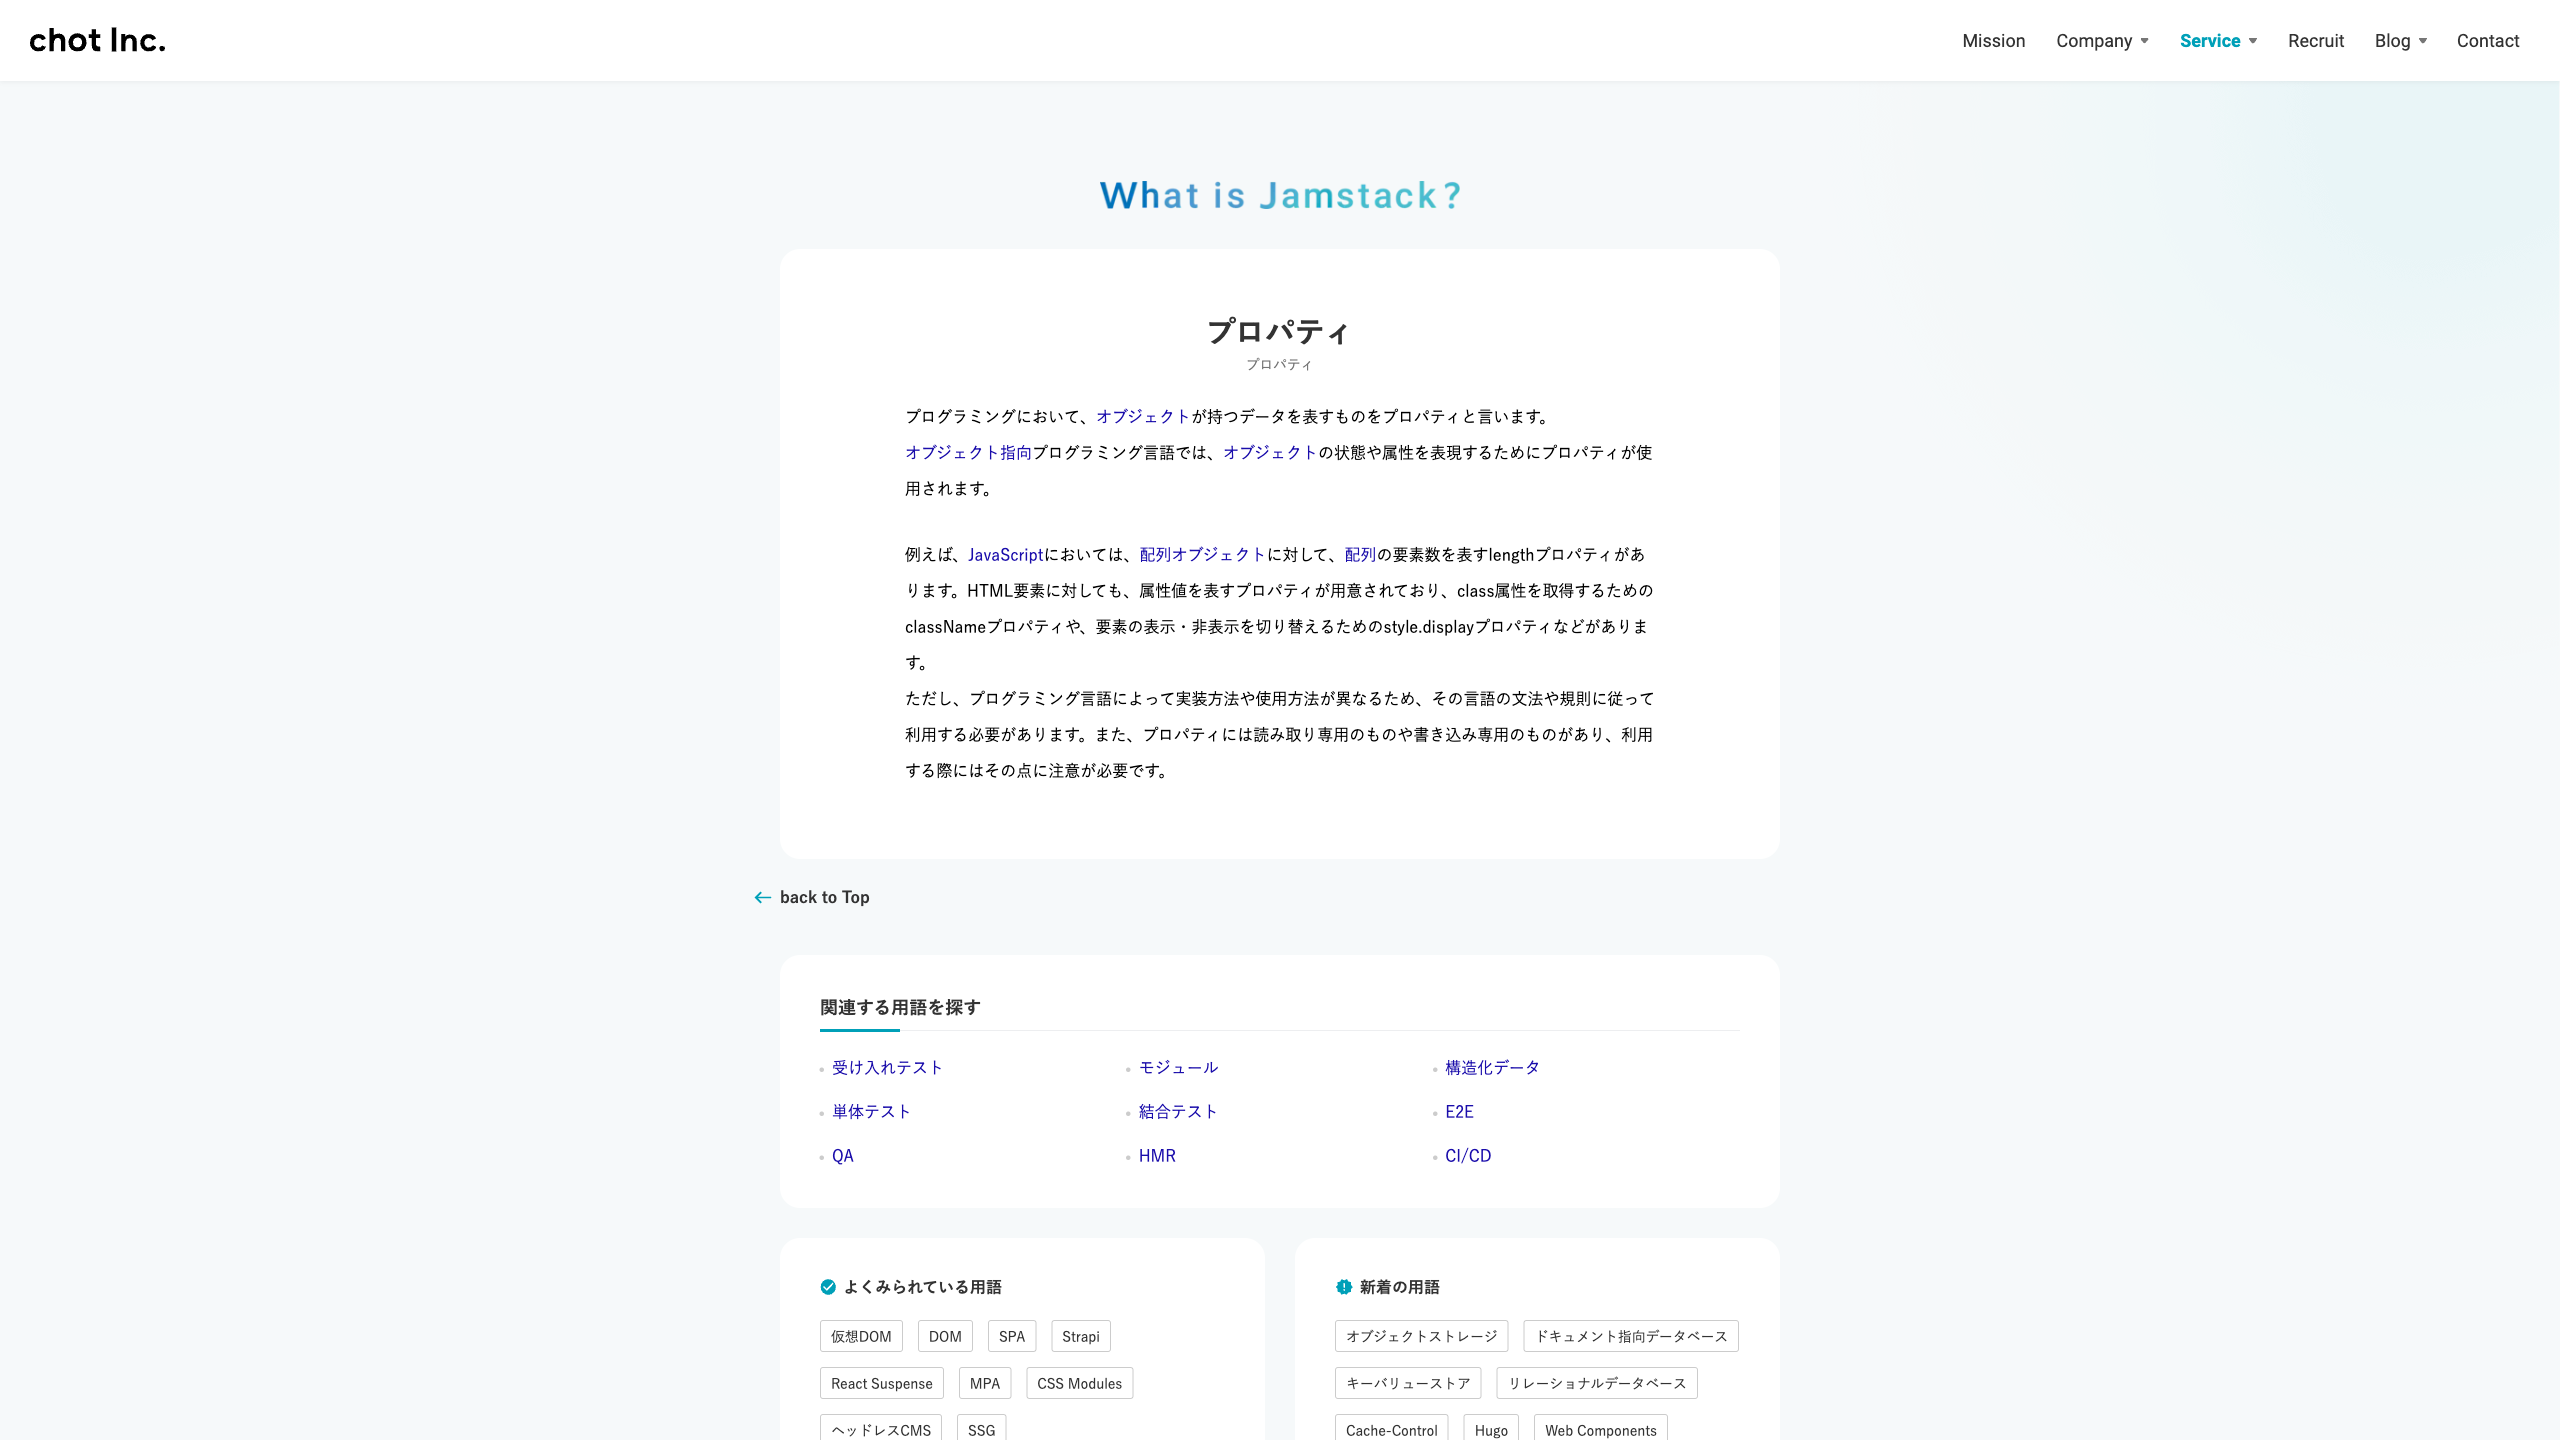 chot Inc.
Mission Company Service Recruit Blog Contact
What is Jamstack?
プロパティ
プロパティ
プログラミングにおいて、オブジェクトが持つデータを表すものをプロパティと言います。
オブジェクト指向プログラミング言語では、オブジェクトの状態や属性を表現するためにプロパティが使
用されます。
例えば、JavaScriptにおいては、配列オブジェクトに対して、配列の要素数を表すlengthプロパティがあ
ります。HTML要素に対しても、属性値を表すプロパティが用意されており、class属性を取得するための
classNameプロパティや、要素の表示・非表示を切り替えるためのstyle.displayプロパティなどがありま
す。
ただし、プログラミング言語によって実装方法や使用方法が異なるため、その言語の文法や規則に従って
利用する必要があります。また、プロパティには読み取り専用のものや書き込み専用のものがあり、利用
する際にはその点に注意が必要です。
back to Top
関連する用語を探す
受け入れテスト モジュール 構造化データ
単体テスト 結合テスト E2E
QA HMR CI/CD
よくみられている用語
仮想DOM DOM SPA Strapi
React Suspense MPA CSS Modules
ヘッドレスCMS SSG
新着の用語
オブジェクトストレージ ドキュメント指向データベース
キーバリューストア リレーショナルデータベース
Cache-Control Hugo Web Components